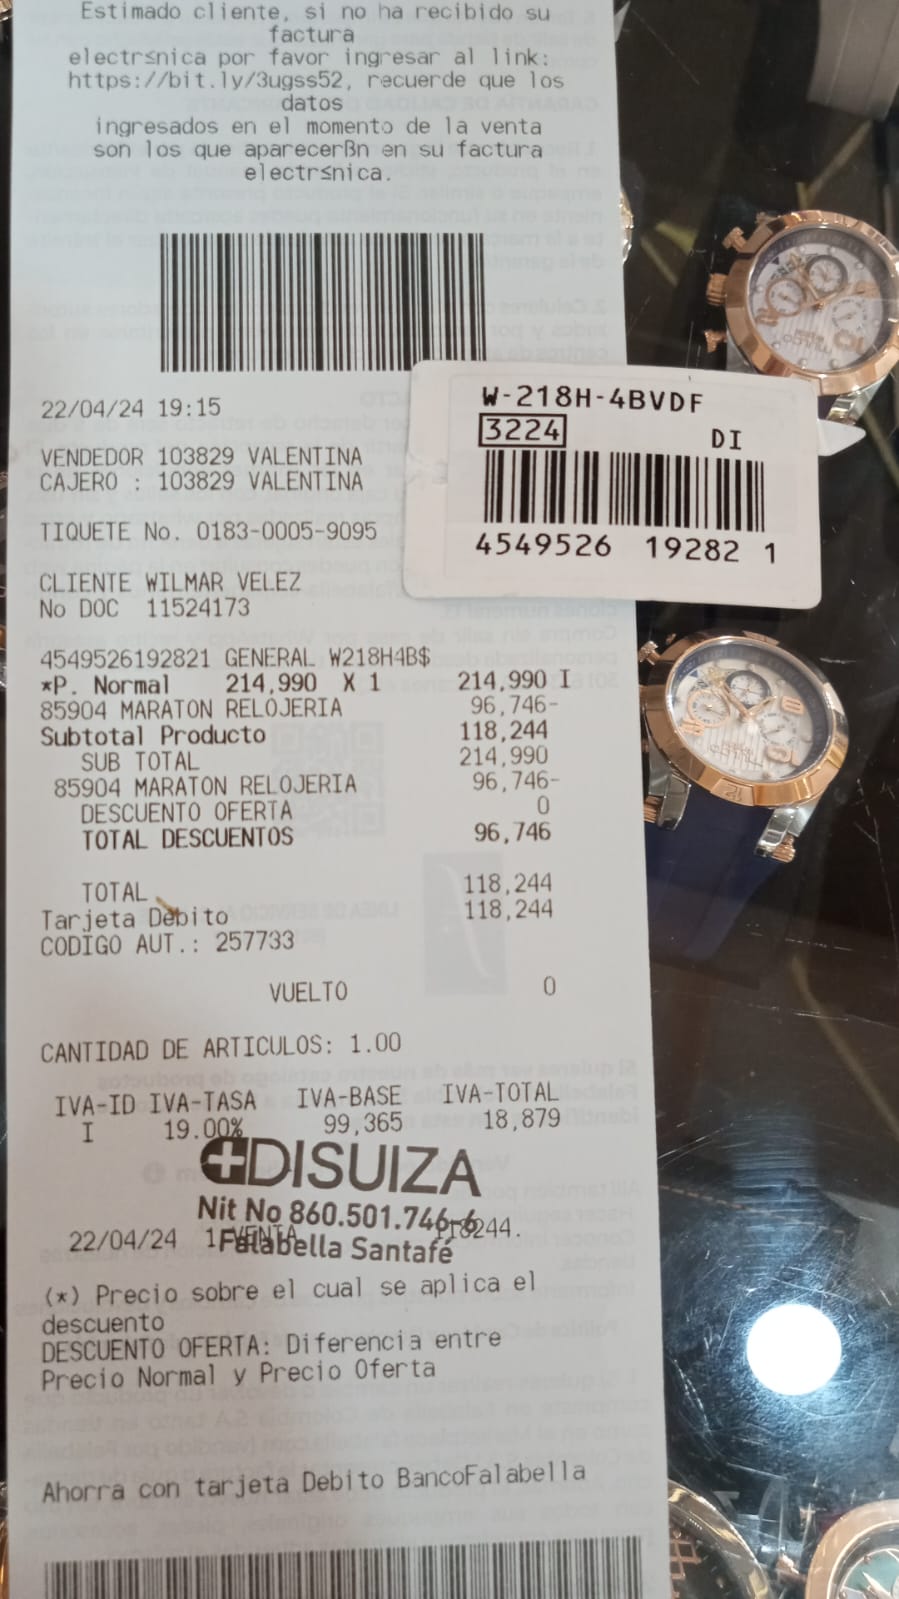 Estimado cliente, si no ha recibido su
factura
electr≤nica por favor ingresar al link:
https://bit.ly/3ugss52, recuerde que los
datos
ingresados en el momento de la venta
son los que aparecerßn en su factura
electr≤nica.
22/04/24 19:15
VENDEDOR 103829 VALENTINA
CAJERO : 103829 VALENTINA
TIQUETE No. 0183-0005-9095
CLIENTE WILMAR VELEZ
No DOC 11524173
W-218H-4BVDF
3224 DI
4549526 19282 1
4549526192821 GENERAL W218H4B$
*P. Normal 214,990 X 1 214,990 I
85904 MARATON RELOJERIA 96,746-
Subtotal Producto 118,244
SUB TOTAL 214,990
85904 MARATON RELOJERIA 96,746-
DESCUENTO OFERTA 0
TOTAL DESCUENTOS 96,746
TOTAL 118,244
Tarjeta Debito 118,244
CODIGO AUT.: 257733
VUELTO 0
CANTIDAD DE ARTICULOS: 1.00
IVA-ID IVA-TASA IVA-BASE IVA-TOTAL
I 19.00% 99,365 18,879
DISUIZA
Nit No 860.501.746-6
22/04/24 1 VENTA 118244.
Falabella Santafé
(*) Precio sobre el cual se aplica el
descuento
DESCUENTO OFERTA: Diferencia entre
Precio Normal y Precio Oferta
Ahorra con tarjeta Debito BancoFalabella